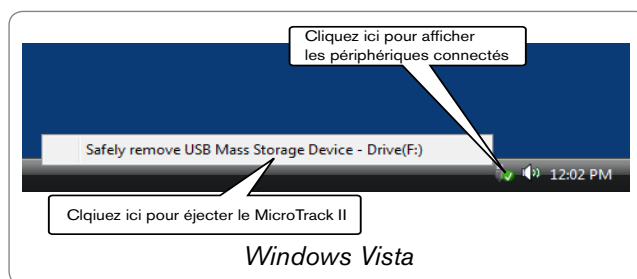 Cliquez ici pour afficher
les périphériques connectés
Safely remove USB Mass Storage Device - Drive(F:)
12:02 PM
Clqiuez ici pour éjecter le MicroTrack II
Windows Vista